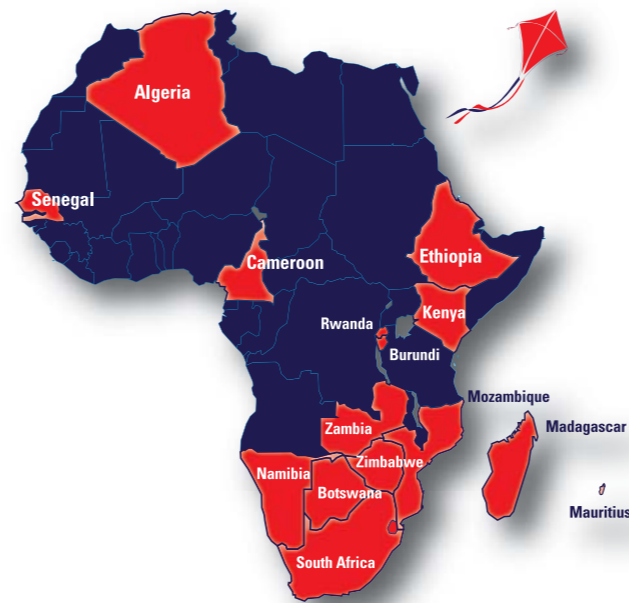 Algeria
Senegal
Cameroon
Ethiopia
Kenya
Rwanda
Burundi
Mozambique
Madagascar
Zambia
Zimbabwe
Namibia
Botswana
Mauritius
South Africa